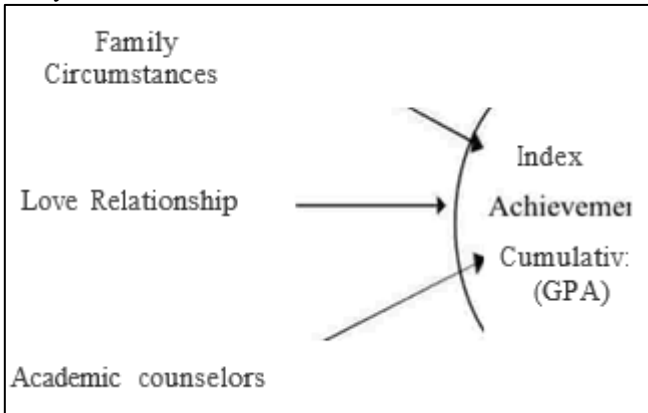 Family
Circumstances
Love Relationship
Academic counselors
Index
Achievemer
Cumulativ
(GPA)